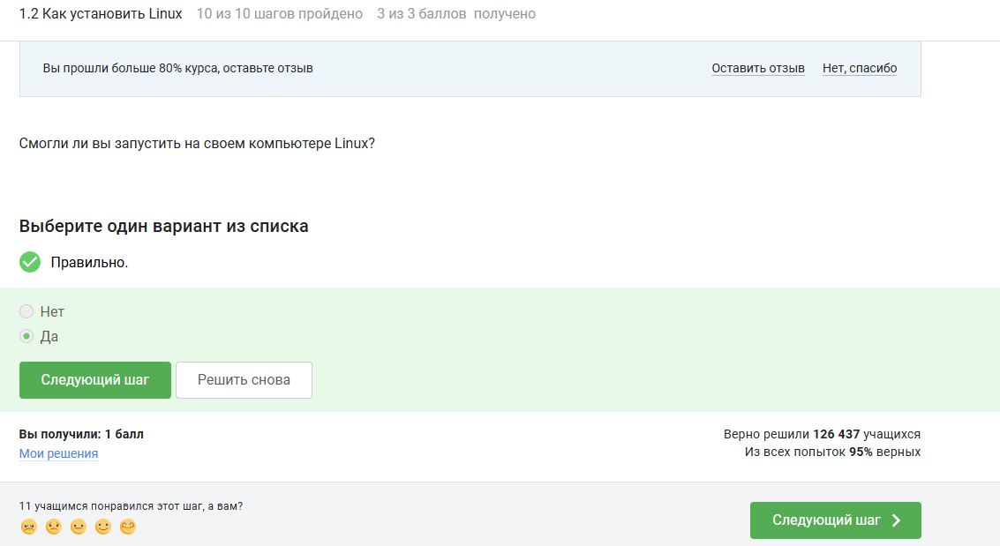 1.2 Как установить Linux 10 из 10 шагов пройдено 3 из 3 баллов получено
Вы прошли больше 80% курса, оставьте отзыв Оставить отзыв Нет, спасибо
Смогли ли вы запустить на своем компьютере Linux?
Выберите один вариант из списка
Правильно.
Нет
Да
Следующий шаг Решить снова
Вы получили: 1 балл Верно решили 126 437 учащихся
Мои решения Из всех попыток 95% верных
11 учащимся понравился этот шаг, а вам?
Следующий шаг